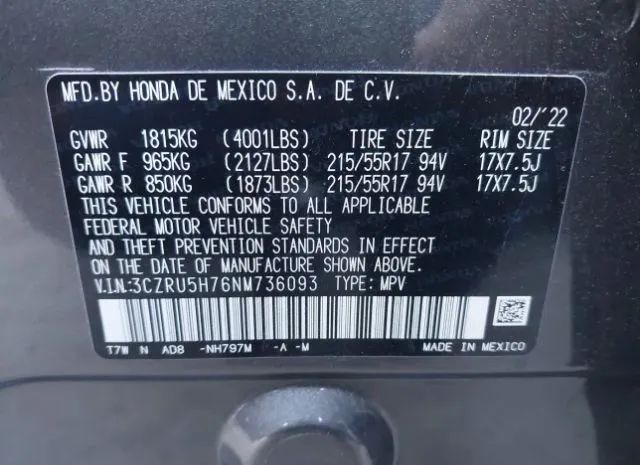 MFD.BY HONDA DE MEXICO S.A. DE C.V.
02/'22
GVWR 1815KG (4001LBS) TIRE SIZE RIM SIZE
GAWR F 965KG (2127LBS) 215/55R17 94V 17X7.5J
GAWR R 850KG (1873LBS) 215/55R17 94V 17X7.5J
THIS VEHICLE CONFORMS TO ALL APPLICABLE
FEDERAL MOTOR VEHICLE SAFETY
AND THEFT PREVENTION STANDARDS IN EFFECT
ON THE DATE OF MANUFACTURE SHOWN ABOVE.
V.I.N:3CZRU5H76NM736093 TYPE: MPV
T7W N AD8 -NH797M -A -M MADE IN MEXICO